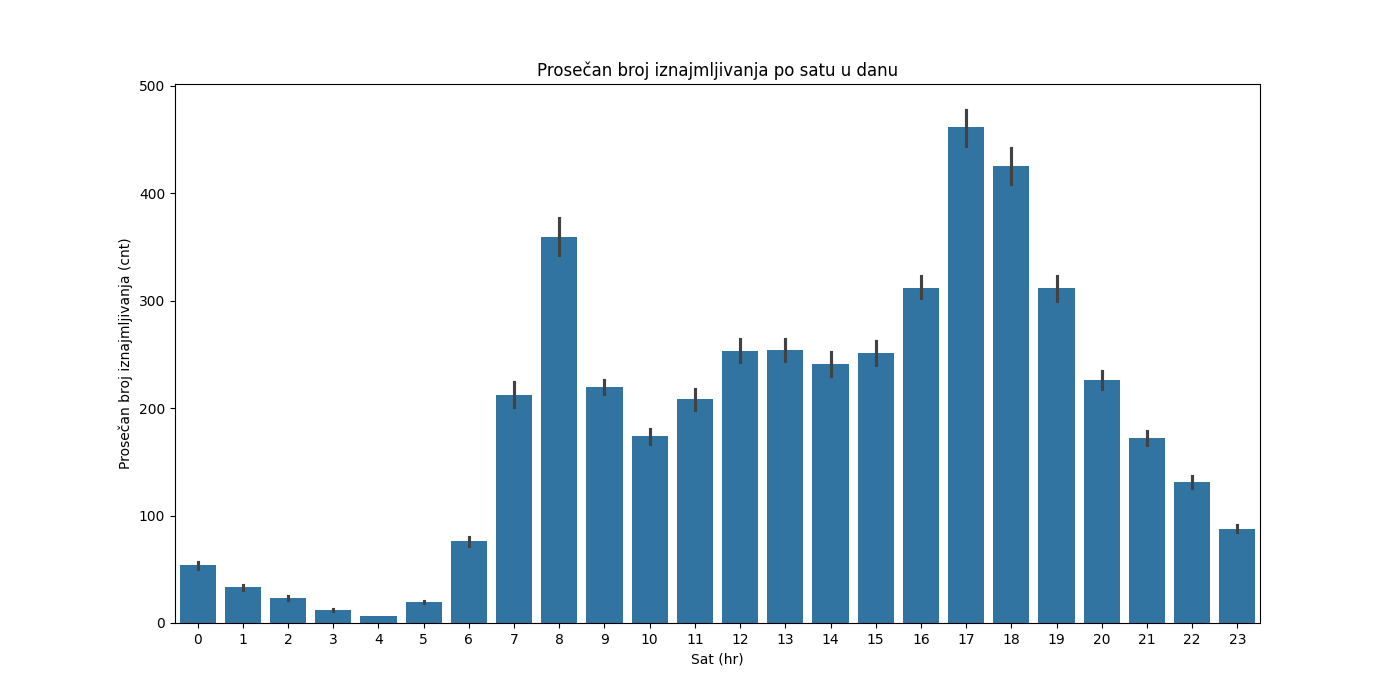 Prosečan broj iznajmljivanja po satu u danu
Prosečan broj iznajmljivanja (cnt)
500
400
300
200
100
0
0 1 2 3 4 5 6 7 8 9 10 11 12 13 14 15 16 17 18 19 20 21 22 23
Sat (hr)